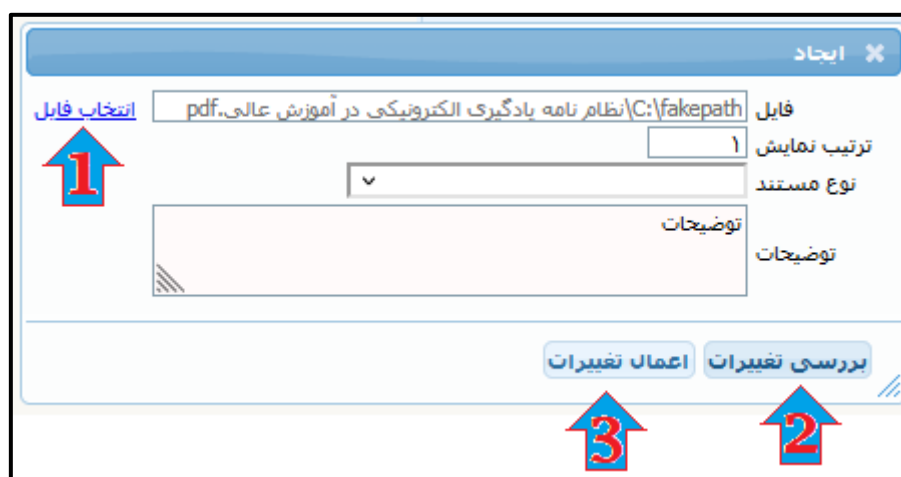 ایجاد
فایل C:\fakepath\نظام نامه یادگیری الکترونیکی در آموزش عالی.pdf انتخاب فایل
1
ترتیب نمایش ۱
نوع مستند
توضیحات توضیحات
بررسی تغییرات اعمال تغییرات
2 3